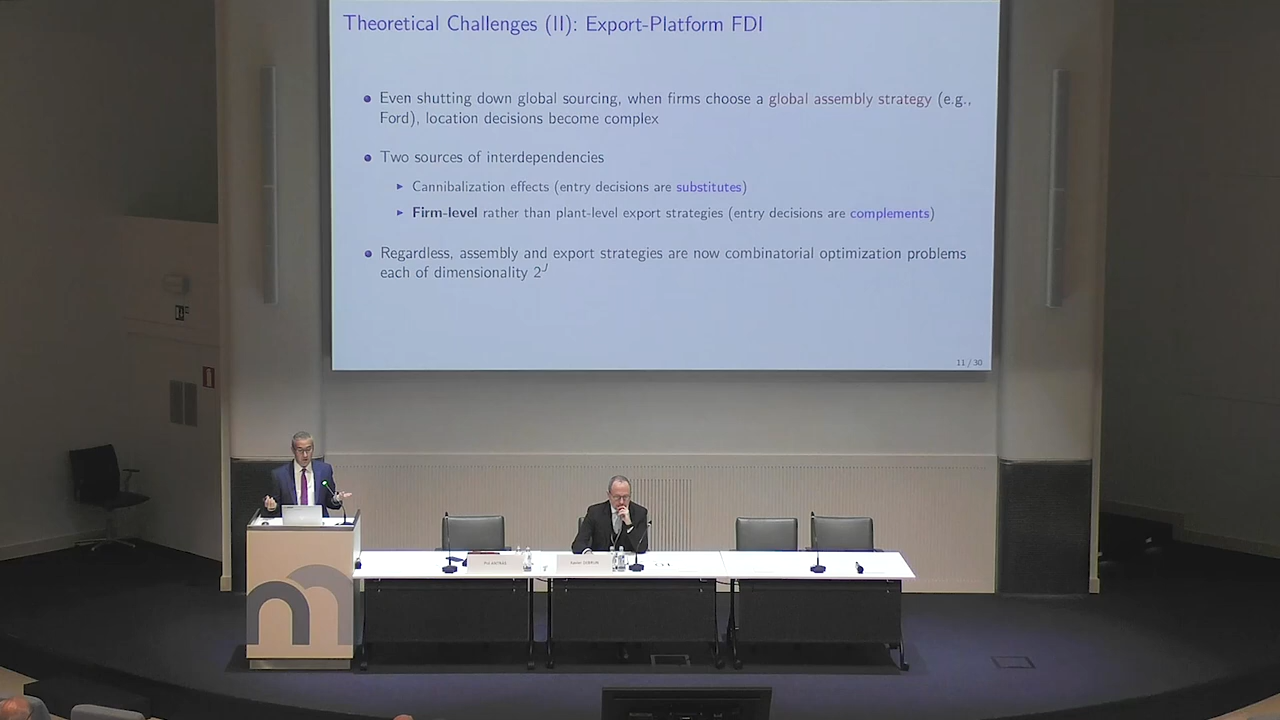 Theoretical Challenges (II): Export-Platform FDI
Even shutting down global sourcing, when firms choose a global assembly strategy (e.g.,
Ford), location decisions become complex
Two sources of interdependencies
Cannibalization effects (entry decisions are substitutes)
Firm-level rather than plant-level export strategies (entry decisions are complements)
Regardless, assembly and export strategies are now combinatorial optimization problems
each of dimensionality 2^J
11 / 30